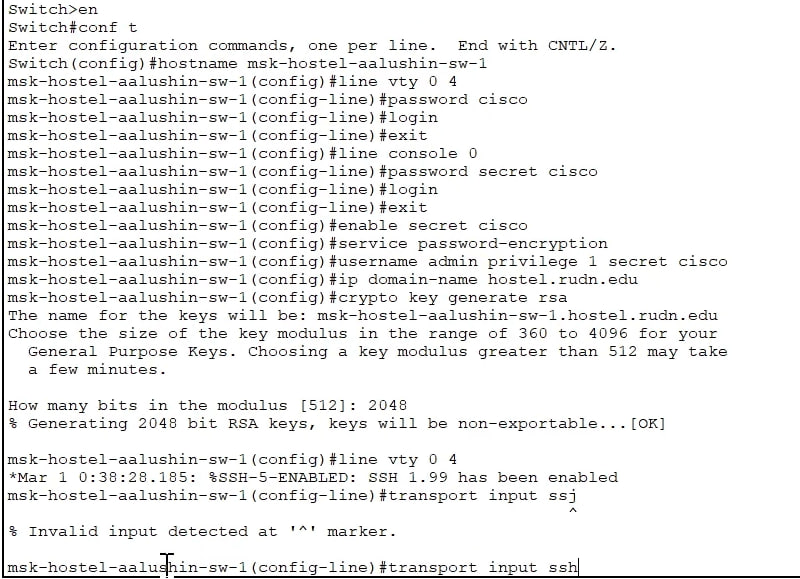 Switch>en
Switch#conf t
Enter configuration commands, one per line.  End with CNTL/Z.
Switch(config)#hostname msk-hostel-aalushin-sw-1
msk-hostel-aalushin-sw-1(config)#line vty 0 4
msk-hostel-aalushin-sw-1(config-line)#password cisco
msk-hostel-aalushin-sw-1(config-line)#login
msk-hostel-aalushin-sw-1(config-line)#exit
msk-hostel-aalushin-sw-1(config)#line console 0
msk-hostel-aalushin-sw-1(config-line)#password secret cisco
msk-hostel-aalushin-sw-1(config-line)#login
msk-hostel-aalushin-sw-1(config-line)#exit
msk-hostel-aalushin-sw-1(config)#enable secret cisco
msk-hostel-aalushin-sw-1(config)#service password-encryption
msk-hostel-aalushin-sw-1(config)#username admin privilege 1 secret cisco
msk-hostel-aalushin-sw-1(config)#ip domain-name hostel.rudn.edu
msk-hostel-aalushin-sw-1(config)#crypto key generate rsa
The name for the keys will be: msk-hostel-aalushin-sw-1.hostel.rudn.edu
Choose the size of the key modulus in the range of 360 to 4096 for your
  General Purpose Keys. Choosing a key modulus greater than 512 may take
  a few minutes.

How many bits in the modulus [512]: 2048
% Generating 2048 bit RSA keys, keys will be non-exportable...[OK]

msk-hostel-aalushin-sw-1(config)#line vty 0 4
*Mar 1 0:38:28.185: %SSH-5-ENABLED: SSH 1.99 has been enabled
msk-hostel-aalushin-sw-1(config-line)#transport input ssj
                                                        ^
% Invalid input detected at '^' marker.

msk-hostel-aalushin-sw-1(config-line)#transport input ssh